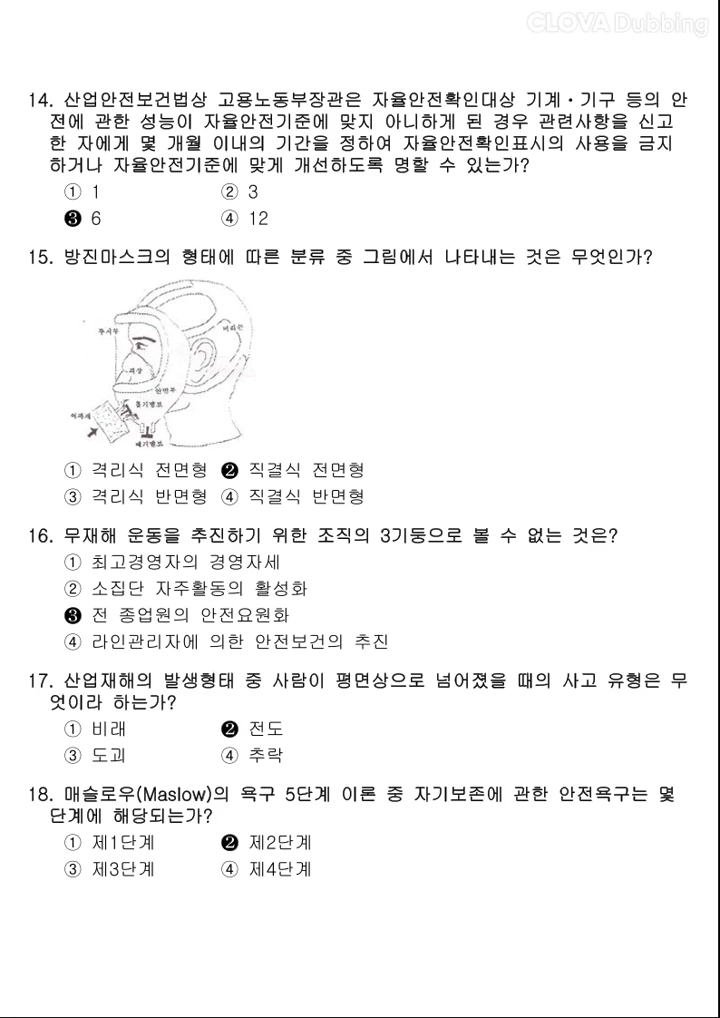 CLOVA Dubbing
14. 산업안전보건법상 고용노동부장관은 자율안전확인대상 기계·기구 등의 안
전에 관한 성능이 자율안전기준에 맞지 아니하게 된 경우 관련사항을 신고
한 자에게 몇 개월 이내의 기간을 정하여 자율안전확인표시의 사용을 금지
하거나 자율안전기준에 맞게 개선하도록 명할 수 있는가?
① 1 ② 3
❸ 6 ④ 12
15. 방진마스크의 형태에 따른 분류 중 그림에서 나타내는 것은 무엇인가?
머리끈
안면부
흡기밸브
여과재
배기밸브
① 격리식 전면형 ❷ 직결식 전면형
③ 격리식 반면형 ④ 직결식 반면형
16. 무재해 운동을 추진하기 위한 조직의 3기둥으로 볼 수 없는 것은?
① 최고경영자의 경영자세
② 소집단 자주활동의 활성화
❸ 전 종업원의 안전요원화
④ 라인관리자에 의한 안전보건의 추진
17. 산업재해의 발생형태 중 사람이 평면상으로 넘어졌을 때의 사고 유형은 무
엇이라 하는가?
① 비래 ❷ 전도
③ 도괴 ④ 추락
18. 매슬로우(Maslow)의 욕구 5단계 이론 중 자기보존에 관한 안전욕구는 몇
단계에 해당되는가?
① 제1단계 ❷ 제2단계
③ 제3단계 ④ 제4단계